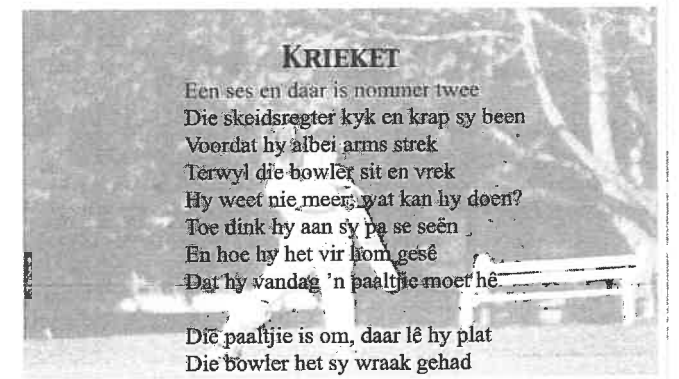 KRIEKET
Een ses en daar is nommer twee
Die skeidsregter kyk en krap sy been
Voordat hy albei arms strek
Terwyl die bowler sit en vrek
Hy weet nie meer, wat kan hy doen?
Toe dink hy aan sy pa se seën
En hoe hy het vir hom gesê
Dat hy vandag 'n paaltjie moet hê.

Die paaltjie is om, daar lê hy plat
Die bowler het sy wraak gehad